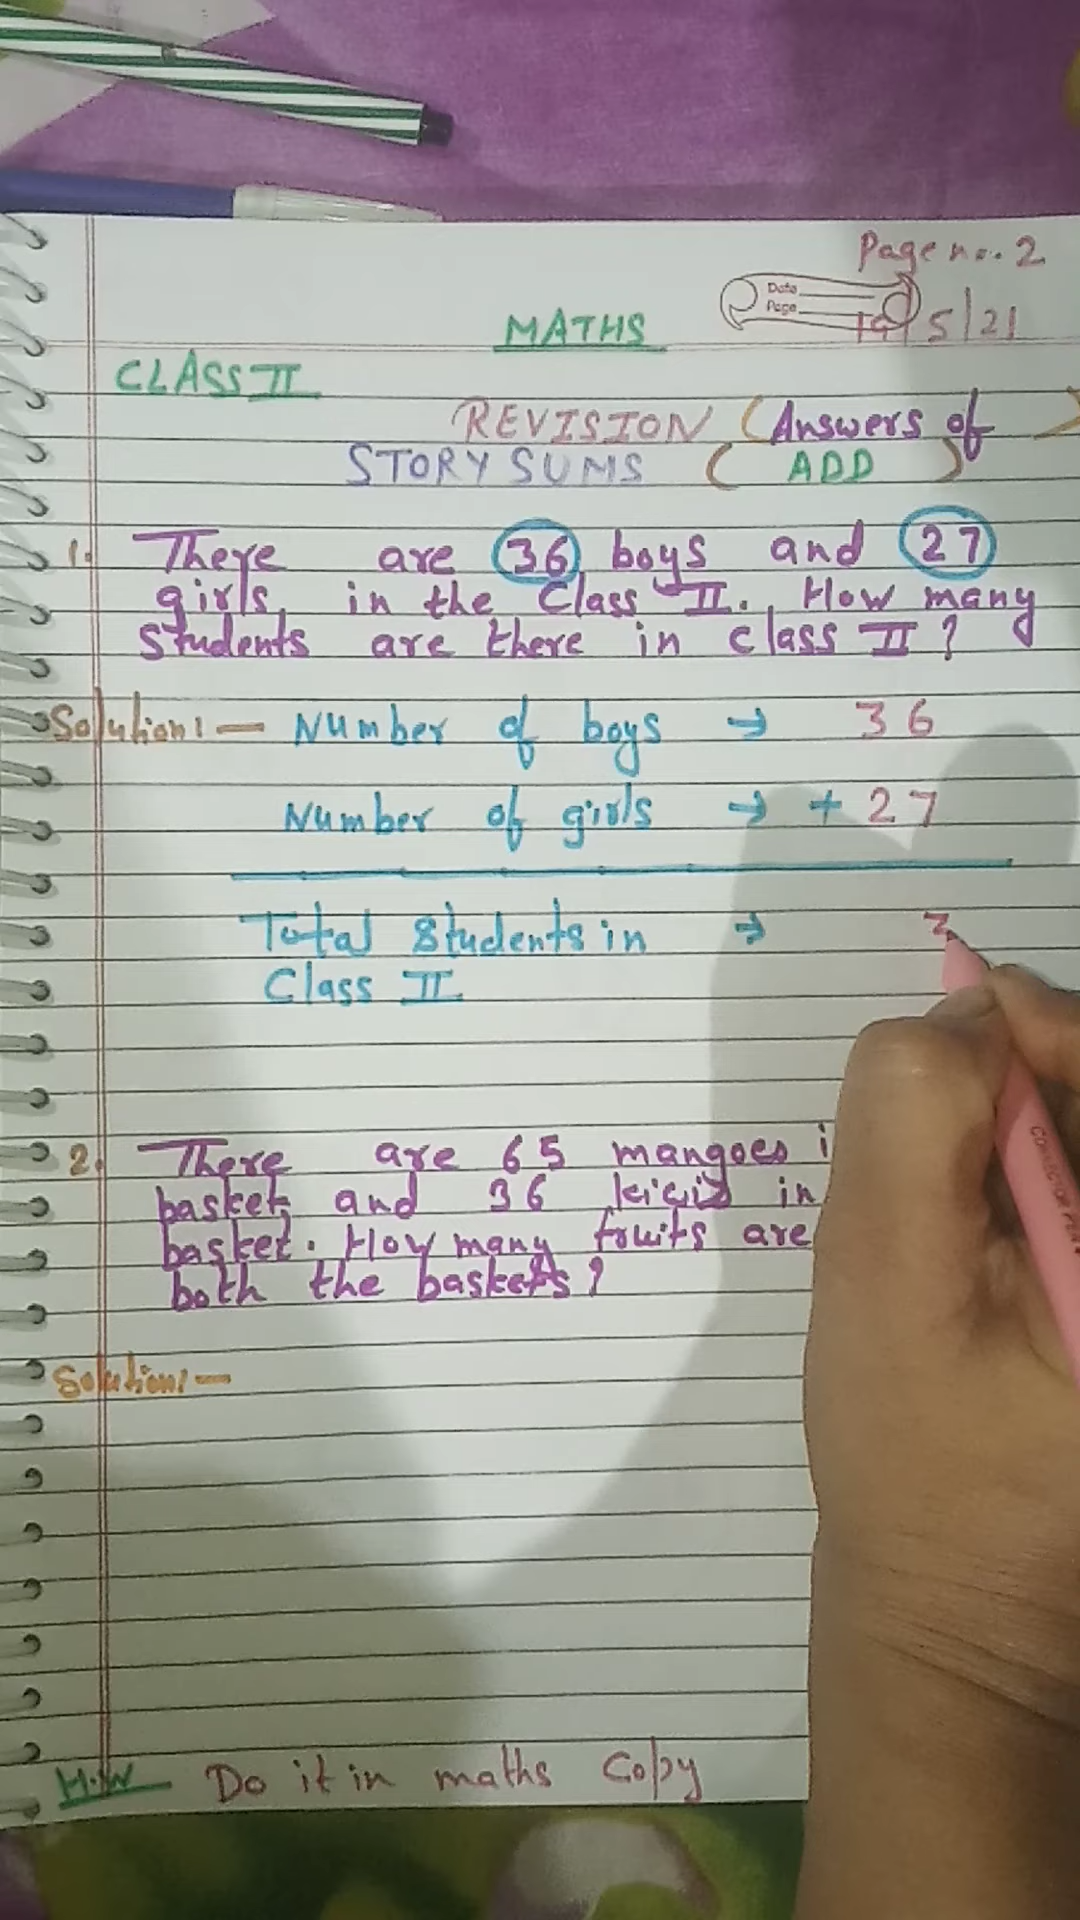 Page no.. 2
Date
Page
19/5/21
MATHS
CLASS II
REVISION (Answers of )
STORY SUMS ( ADD )
1. There are 36 boys and 27
girls, in the Class II. How many
students are there in class II ?
Solution:- Number of boys → 36
Number of girls → + 27
Total Students in → 3
Class II
2. There are 65 mangoes i
basket and 36 in
basket. How many fruits are
both the baskets?
Solution:-
H.W Do it in maths Copy
CORRECTOR PEN